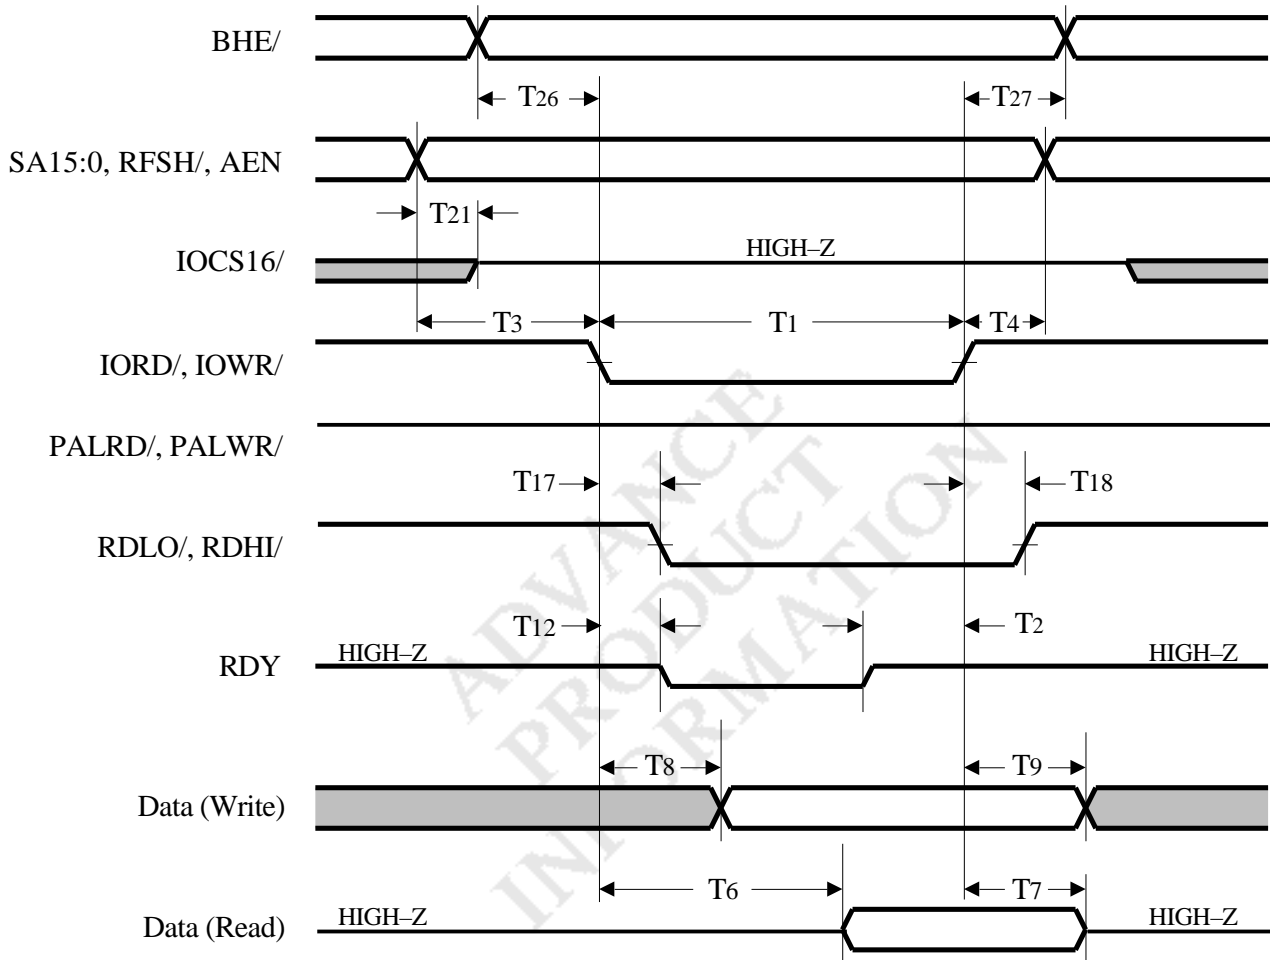 BHE/
T26
T27
SA15:0, RFSH/, AEN
T21
IOCS16/
HIGH–Z
T3
T1
T4
IORD/, IOWR/
PALRD/, PALWR/
T17
T18
RDLO/, RDHI/
T12
T2
RDY
HIGH–Z
HIGH–Z
T8
T9
Data (Write)
T6
T7
Data (Read)
HIGH–Z
HIGH–Z
ADVANCE
PRODUCT
INFORMATION